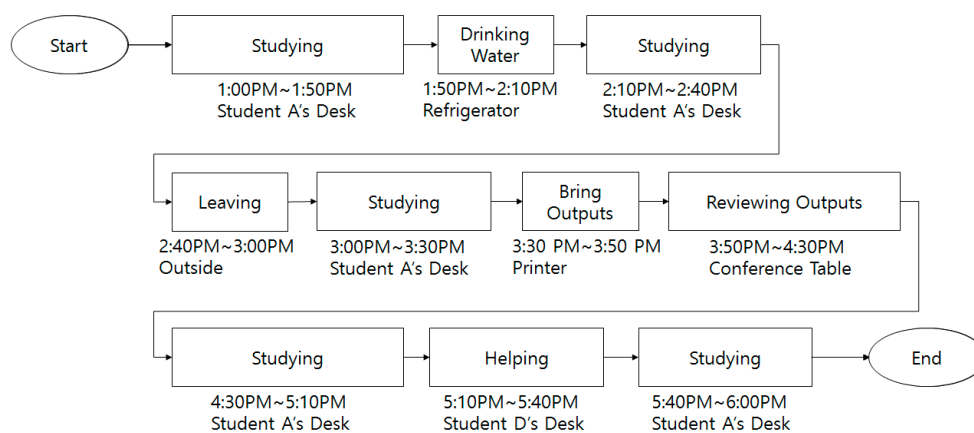 Start
Studying
Drinking
Water
Studying
1:00PM~1:50PM
Student A's Desk
1:50PM~2:10PM
Refrigerator
2:10PM~2:40PM
Student A's Desk
Leaving
Studying
Bring
Outputs
Reviewing Outputs
2:40PM~3:00PM
Outside
3:00PM~3:30PM
Student A's Desk
3:30 PM~3:50 PM
Printer
3:50PM~4:30PM
Conference Table
Studying
Helping
Studying
End
4:30PM~5:10PM
Student A's Desk
5:10PM~5:40PM
Student D's Desk
5:40PM~6:00PM
Student A's Desk